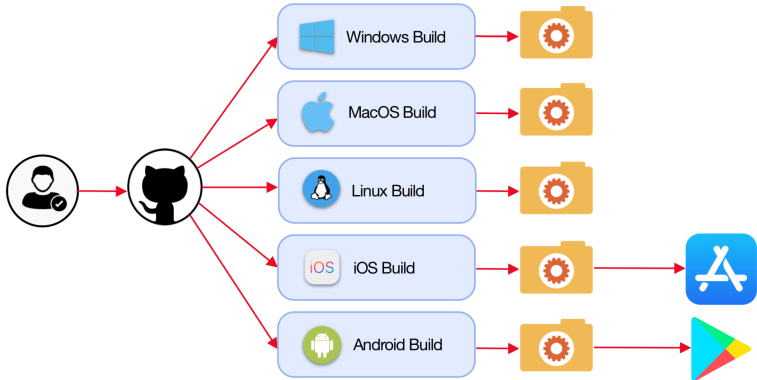 Windows Build
MacOS Build
Linux Build
iOS
iOS Build
Android Build